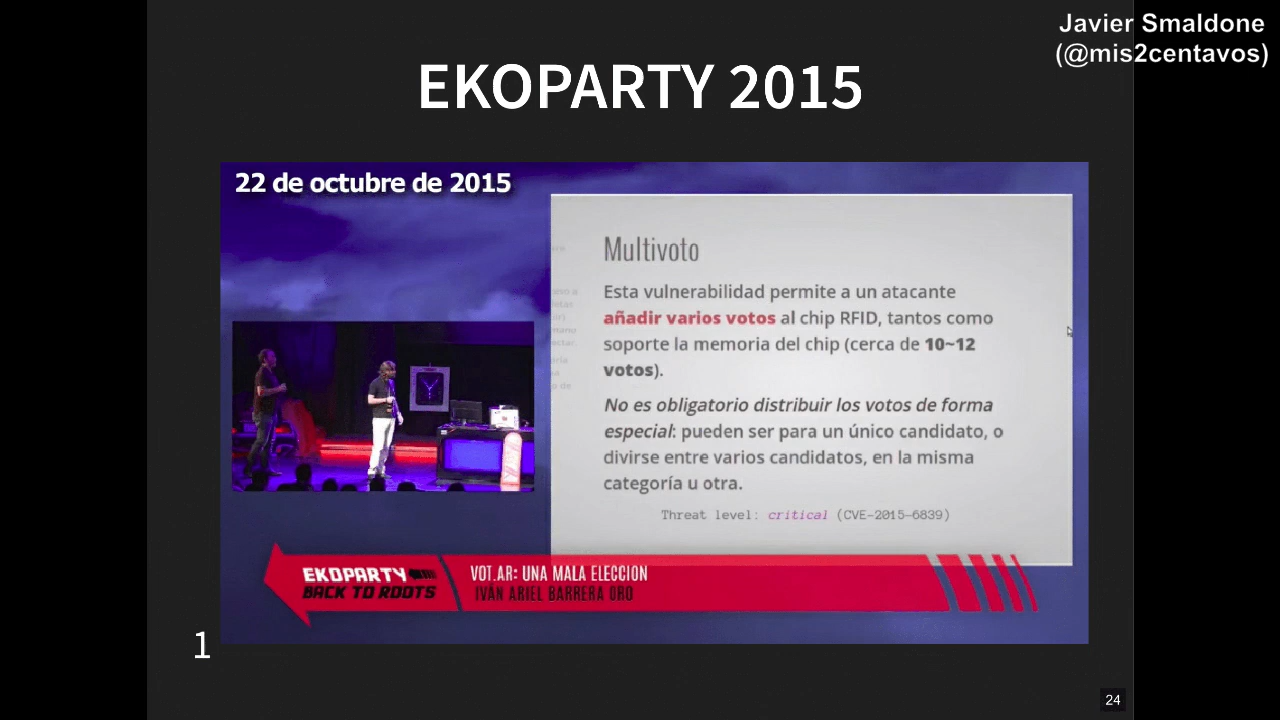 Javier Smaldone
(@mis2centavos)
EKOPARTY 2015
22 de octubre de 2015
Multivoto
Esta vulnerabilidad permite a un atacante
añadir varios votos al chip RFID, tantos como
soporte la memoria del chip (cerca de 10~12
votos).
No es obligatorio distribuir los votos de forma
especial: pueden ser para un único candidato, o
divirse entre varios candidatos, en la misma
categoría u otra.
Threat level: critical (CVE-2015-6839)
EKOPARTY
BACK TO ROOTS
VOT.AR: UNA MALA ELECCION
IVÁN ARIEL BARRERA ORO
1
24